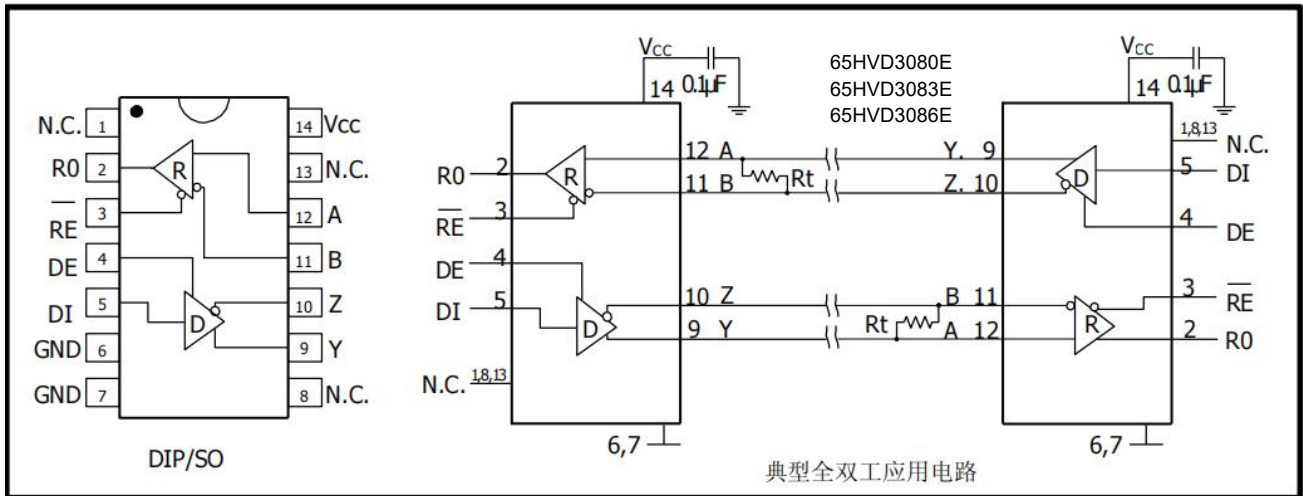 N.C. 1
R0 2
3
RE
DE 4
DI 5
GND 6
GND 7
14 Vcc
13 N.C.
12 A
11 B
10 Z
9 Y
8 N.C.
R
D
DIP/SO
Vcc
14 0.1μF
65HVD3080E
65HVD3083E
65HVD3086E
Vcc
14 0.1μF
R0 2
RE 3
DE 4
DI 5
N.C. 1,8,13
R
D
12 A
11 B
Rt
10 Z
9 Y
6,7
Y. 9
Z. 10
Rt
B 11
A 12
D
R
1,8,13 N.C.
5 DI
4 DE
3 RE
2 R0
6,7
典型全双工应用电路